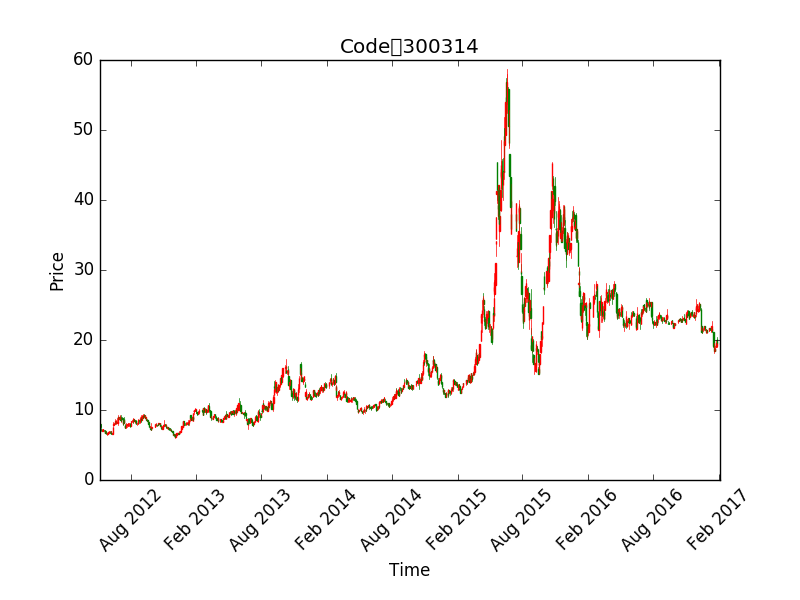 Code▯300314
60
50
40
30
20
10
0
Price
Aug 2012
Feb 2013
Aug 2013
Feb 2014
Aug 2014
Feb 2015
Aug 2015
Feb 2016
Aug 2016
Feb 2017
Time